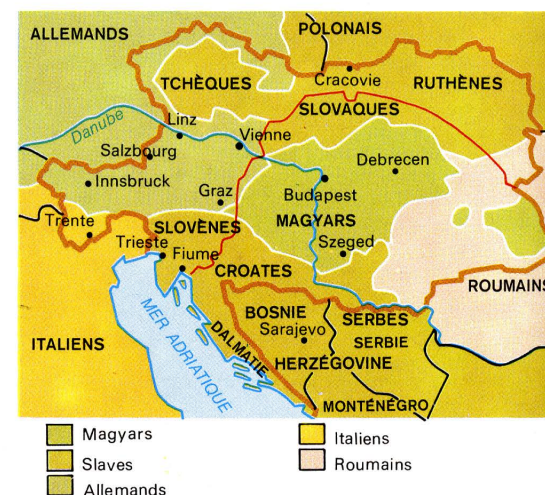 ALLEMANDS
POLONAIS
TCHÈQUES
Cracovie
RUTHÈNES
SLOVAQUES
Danube
Linz
Vienne
Salzbourg
Debrecen
Innsbruck
Graz
Budapest
Trente
SLOVÈNES
MAGYARS
Trieste
Fiume
Szeged
CROATES
ROUMAINS
MER ADRIATIQUE
ITALIENS
DALMATIE
BOSNIE
Sarajevo
SERBES
SERBIE
HERZÉGOVINE
MONTÉNÉGRO
Magyars
Slaves
Allemands
Italiens
Roumains